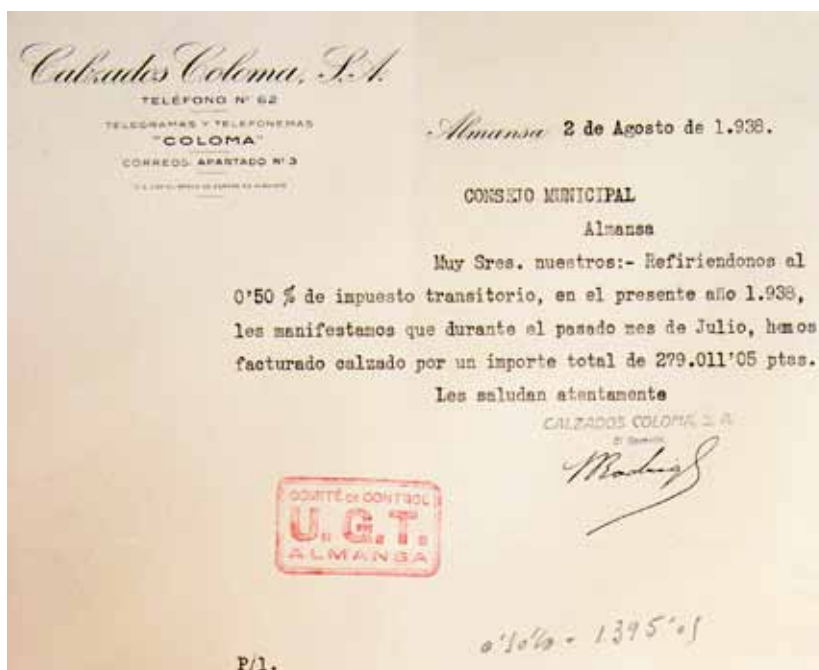 Calzados Coloma, S.A.
TELÉFONO Nº 62
TELEGRAMAS Y TELEFONEMAS
"COLOMA"
CORREOS: APARTADO Nº 3
Almansa 2 de Agosto de 1.938.
CONSEJO MUNICIPAL
Almansa
Muy Sres. nuestros:- Refiriendonos al
0'50 % de impuesto transitorio, en el presente año 1.938,
les manifestamos que durante el pasado mes de Julio, hemos
facturado calzado por un importe total de 279.011'05 ptas.
Les saludan atentamente
CALZADOS COLOMA, S. A.
COMITÉ DE CONTROL
U.G.T.
ALMANSA
0'50% = 1.395'05
P/1.